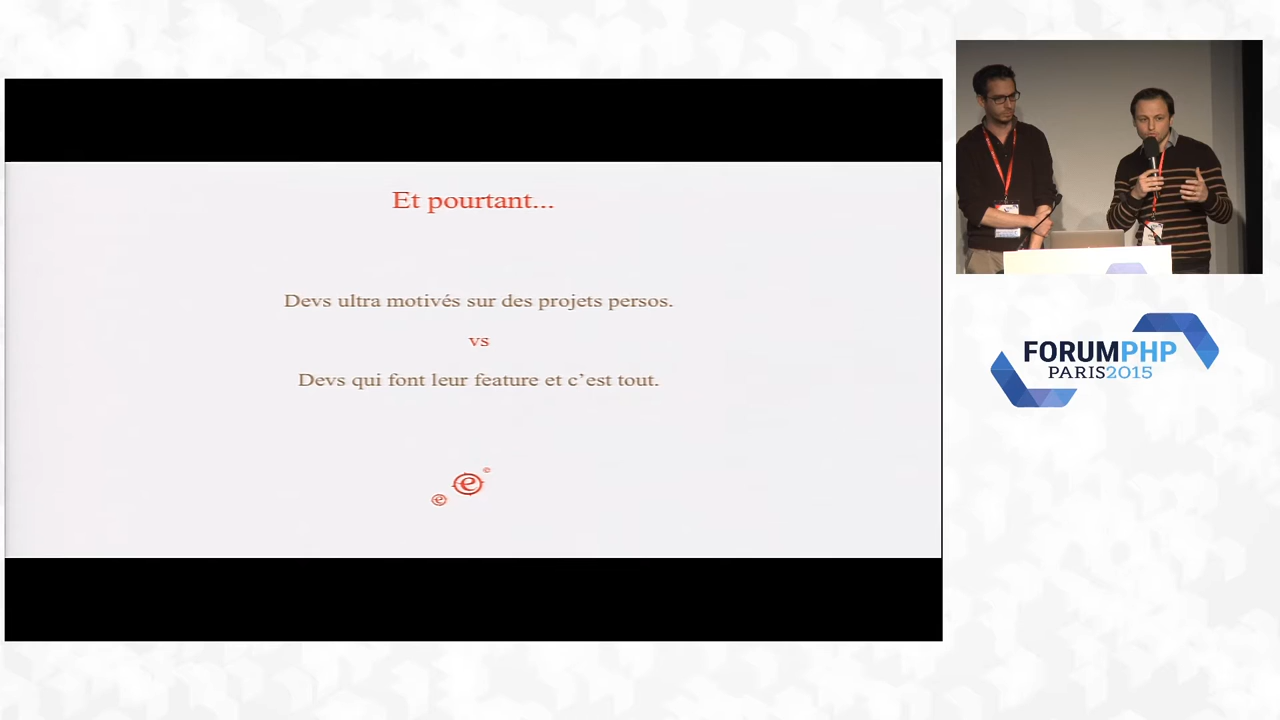 Et pourtant...
Devs ultra motivés sur des projets persos.
vs
Devs qui font leur feature et c’est tout.
e
e
FORUMPHP
PARIS2015